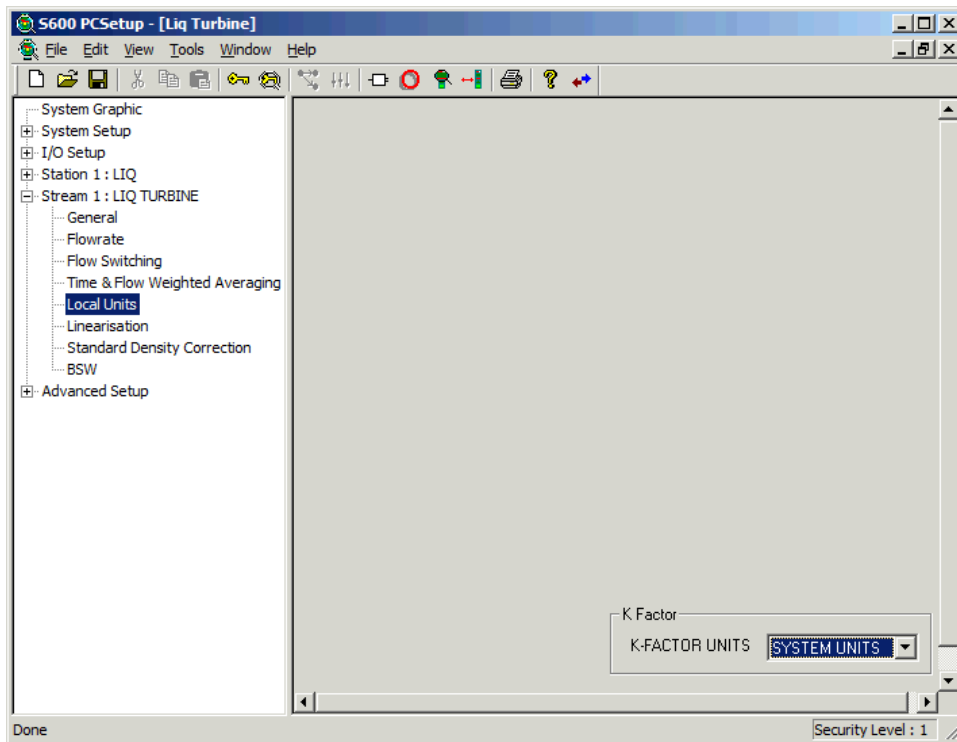 S600 PCSetup - [Liq Turbine]
File Edit View Tools Window Help
System Graphic
System Setup
I/O Setup
Station 1 : LIQ
Stream 1 : LIQ TURBINE
General
Flowrate
Flow Switching
Time & Flow Weighted Averaging
Local Units
Linearisation
Standard Density Correction
BSW
Advanced Setup
K Factor
K-FACTOR UNITS SYSTEM UNITS
Done Security Level : 1